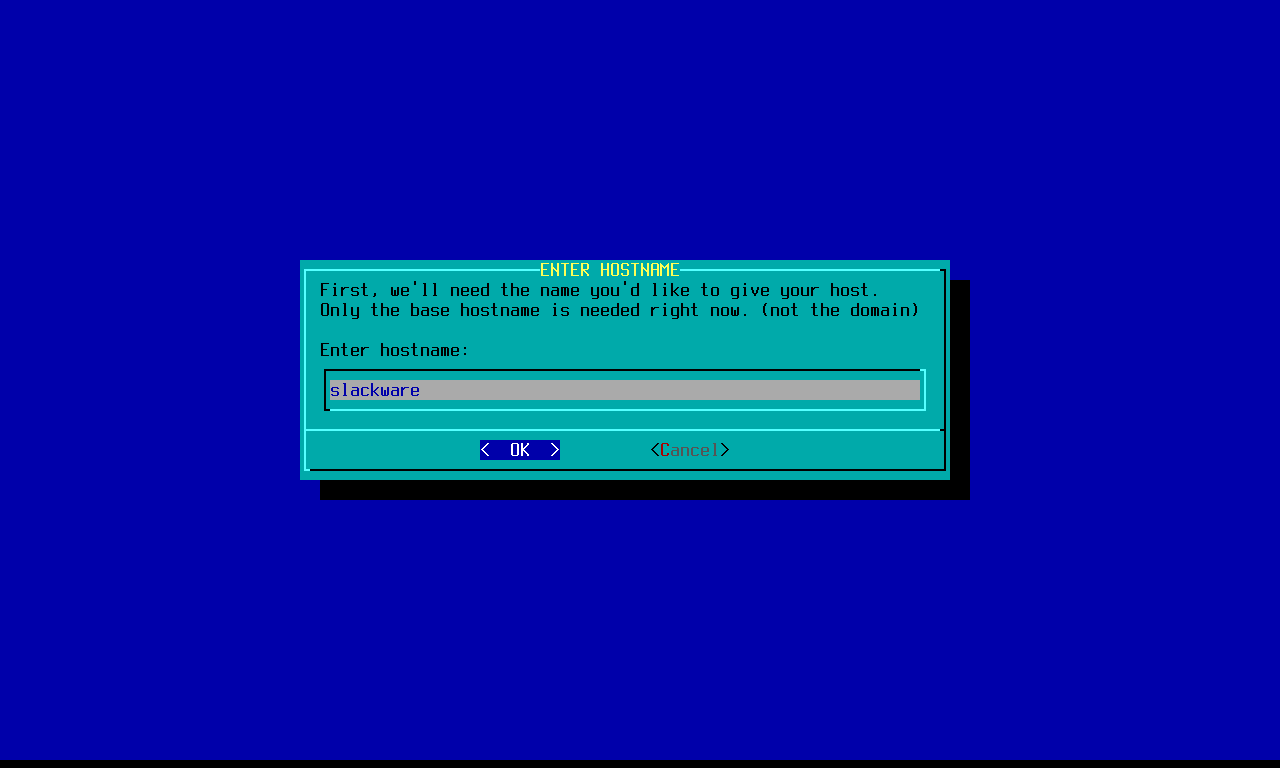 ENTER HOSTNAME
First, we'll need the name you'd like to give your host.
Only the base hostname is needed right now. (not the domain)
Enter hostname:
slackware
<  OK  > <Cancel>